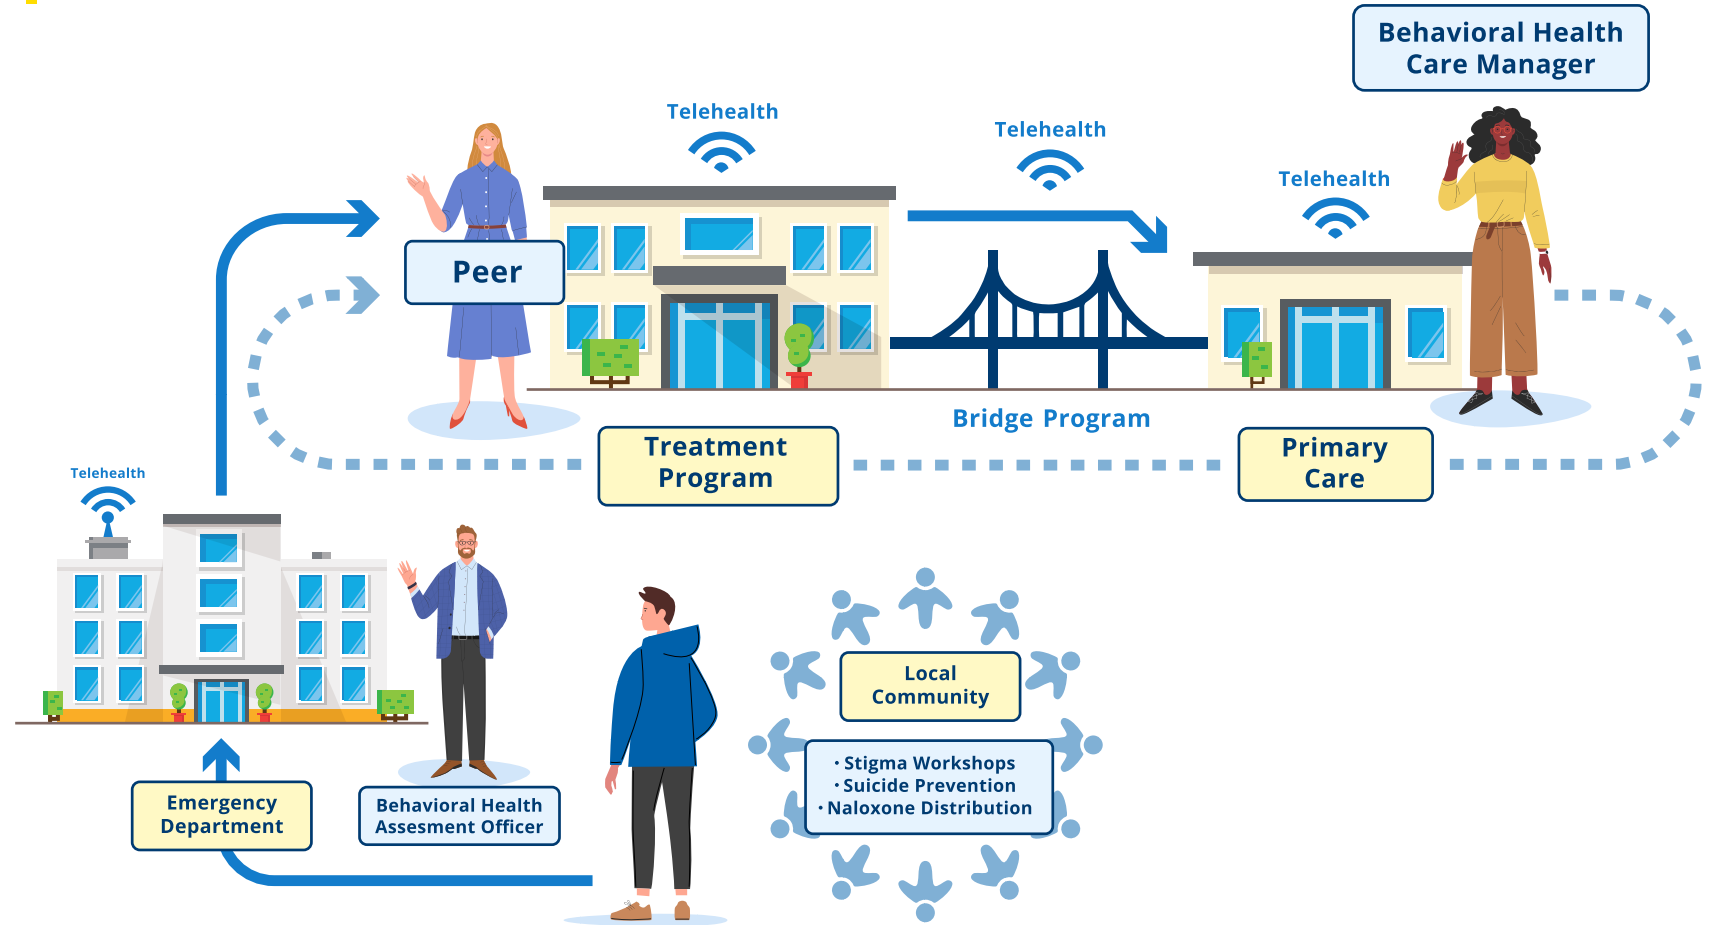 Behavioral Health
Care Manager
Telehealth
Telehealth
Telehealth
Peer
Bridge Program
Treatment
Program
Primary
Care
Telehealth
Local
Community
· Stigma Workshops
· Suicide Prevention
· Naloxone Distribution
Emergency
Department
Behavioral Health
Assesment Officer